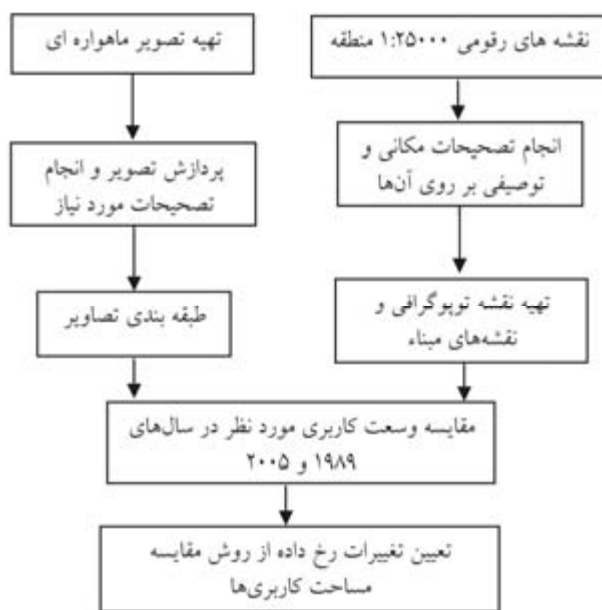 نقشه های رقومی ۱:۲۵۰۰۰ منطقه
تهیه تصویر ماهواره ای
انجام تصحیحات مکانی و
توصیفی بر روی آن‌ها
پردازش تصویر و انجام
تصحیحات مورد نیاز
تهیه نقشه توپوگرافی و
نقشه‌های مبناء
طبقه بندی تصاویر
مقایسه وسعت کاربری مورد نظر در سال‌های
۱۹۸۹ و ۲۰۰۵
تعیین تغییرات رخ داده از روش مقایسه
مساحت کاربری‌ها